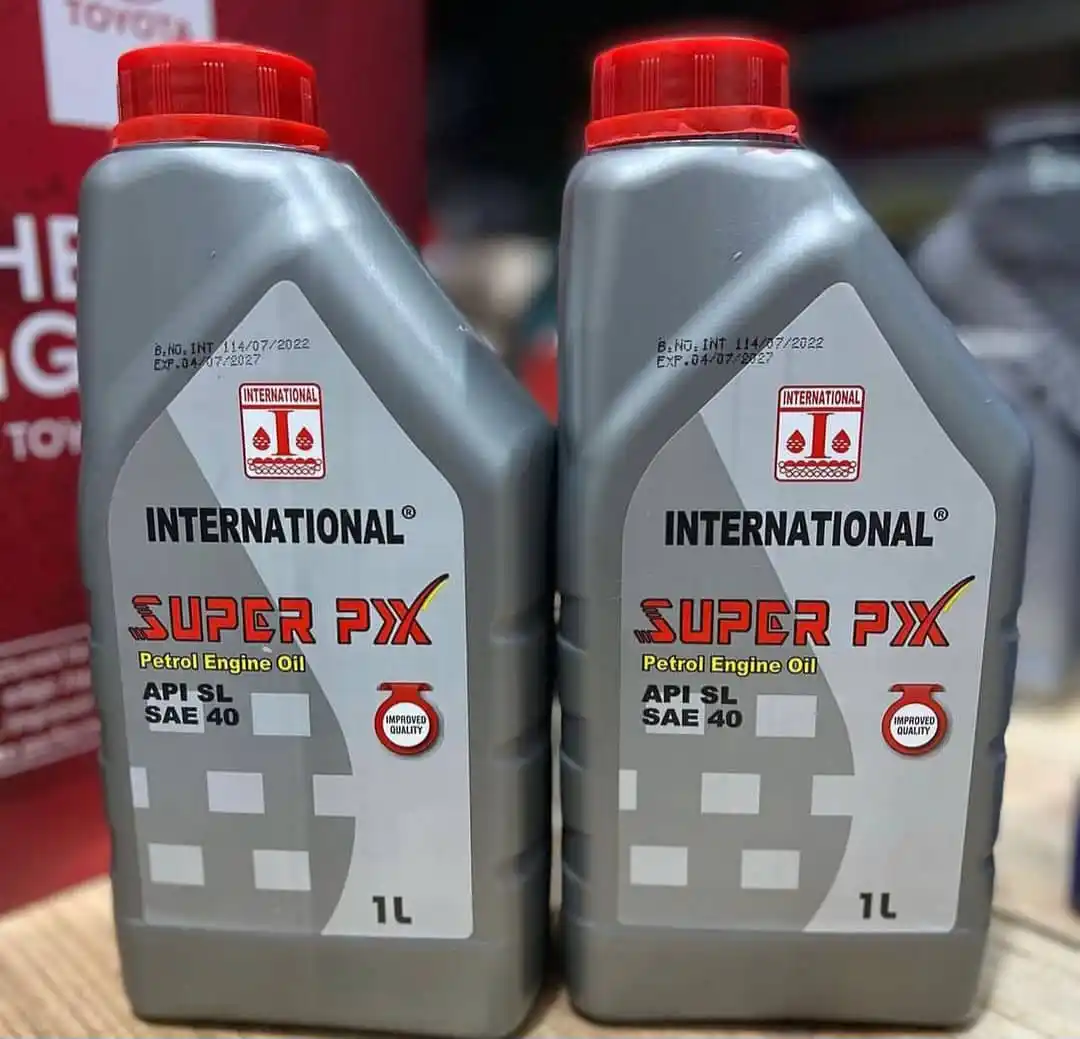 TOYOTA
B.NO.INT 114/07/2022
EXP.04/07/2027
INTERNATIONAL
I
INTERNATIONAL®
SUPER PX
Petrol Engine Oil
API SL
SAE 40
IMPROVED
QUALITY
1L
B.NO.INT 114/07/2022
EXP.04/07/2027
INTERNATIONAL
I
INTERNATIONAL®
SUPER PX
Petrol Engine Oil
API SL
SAE 40
IMPROVED
QUALITY
1L